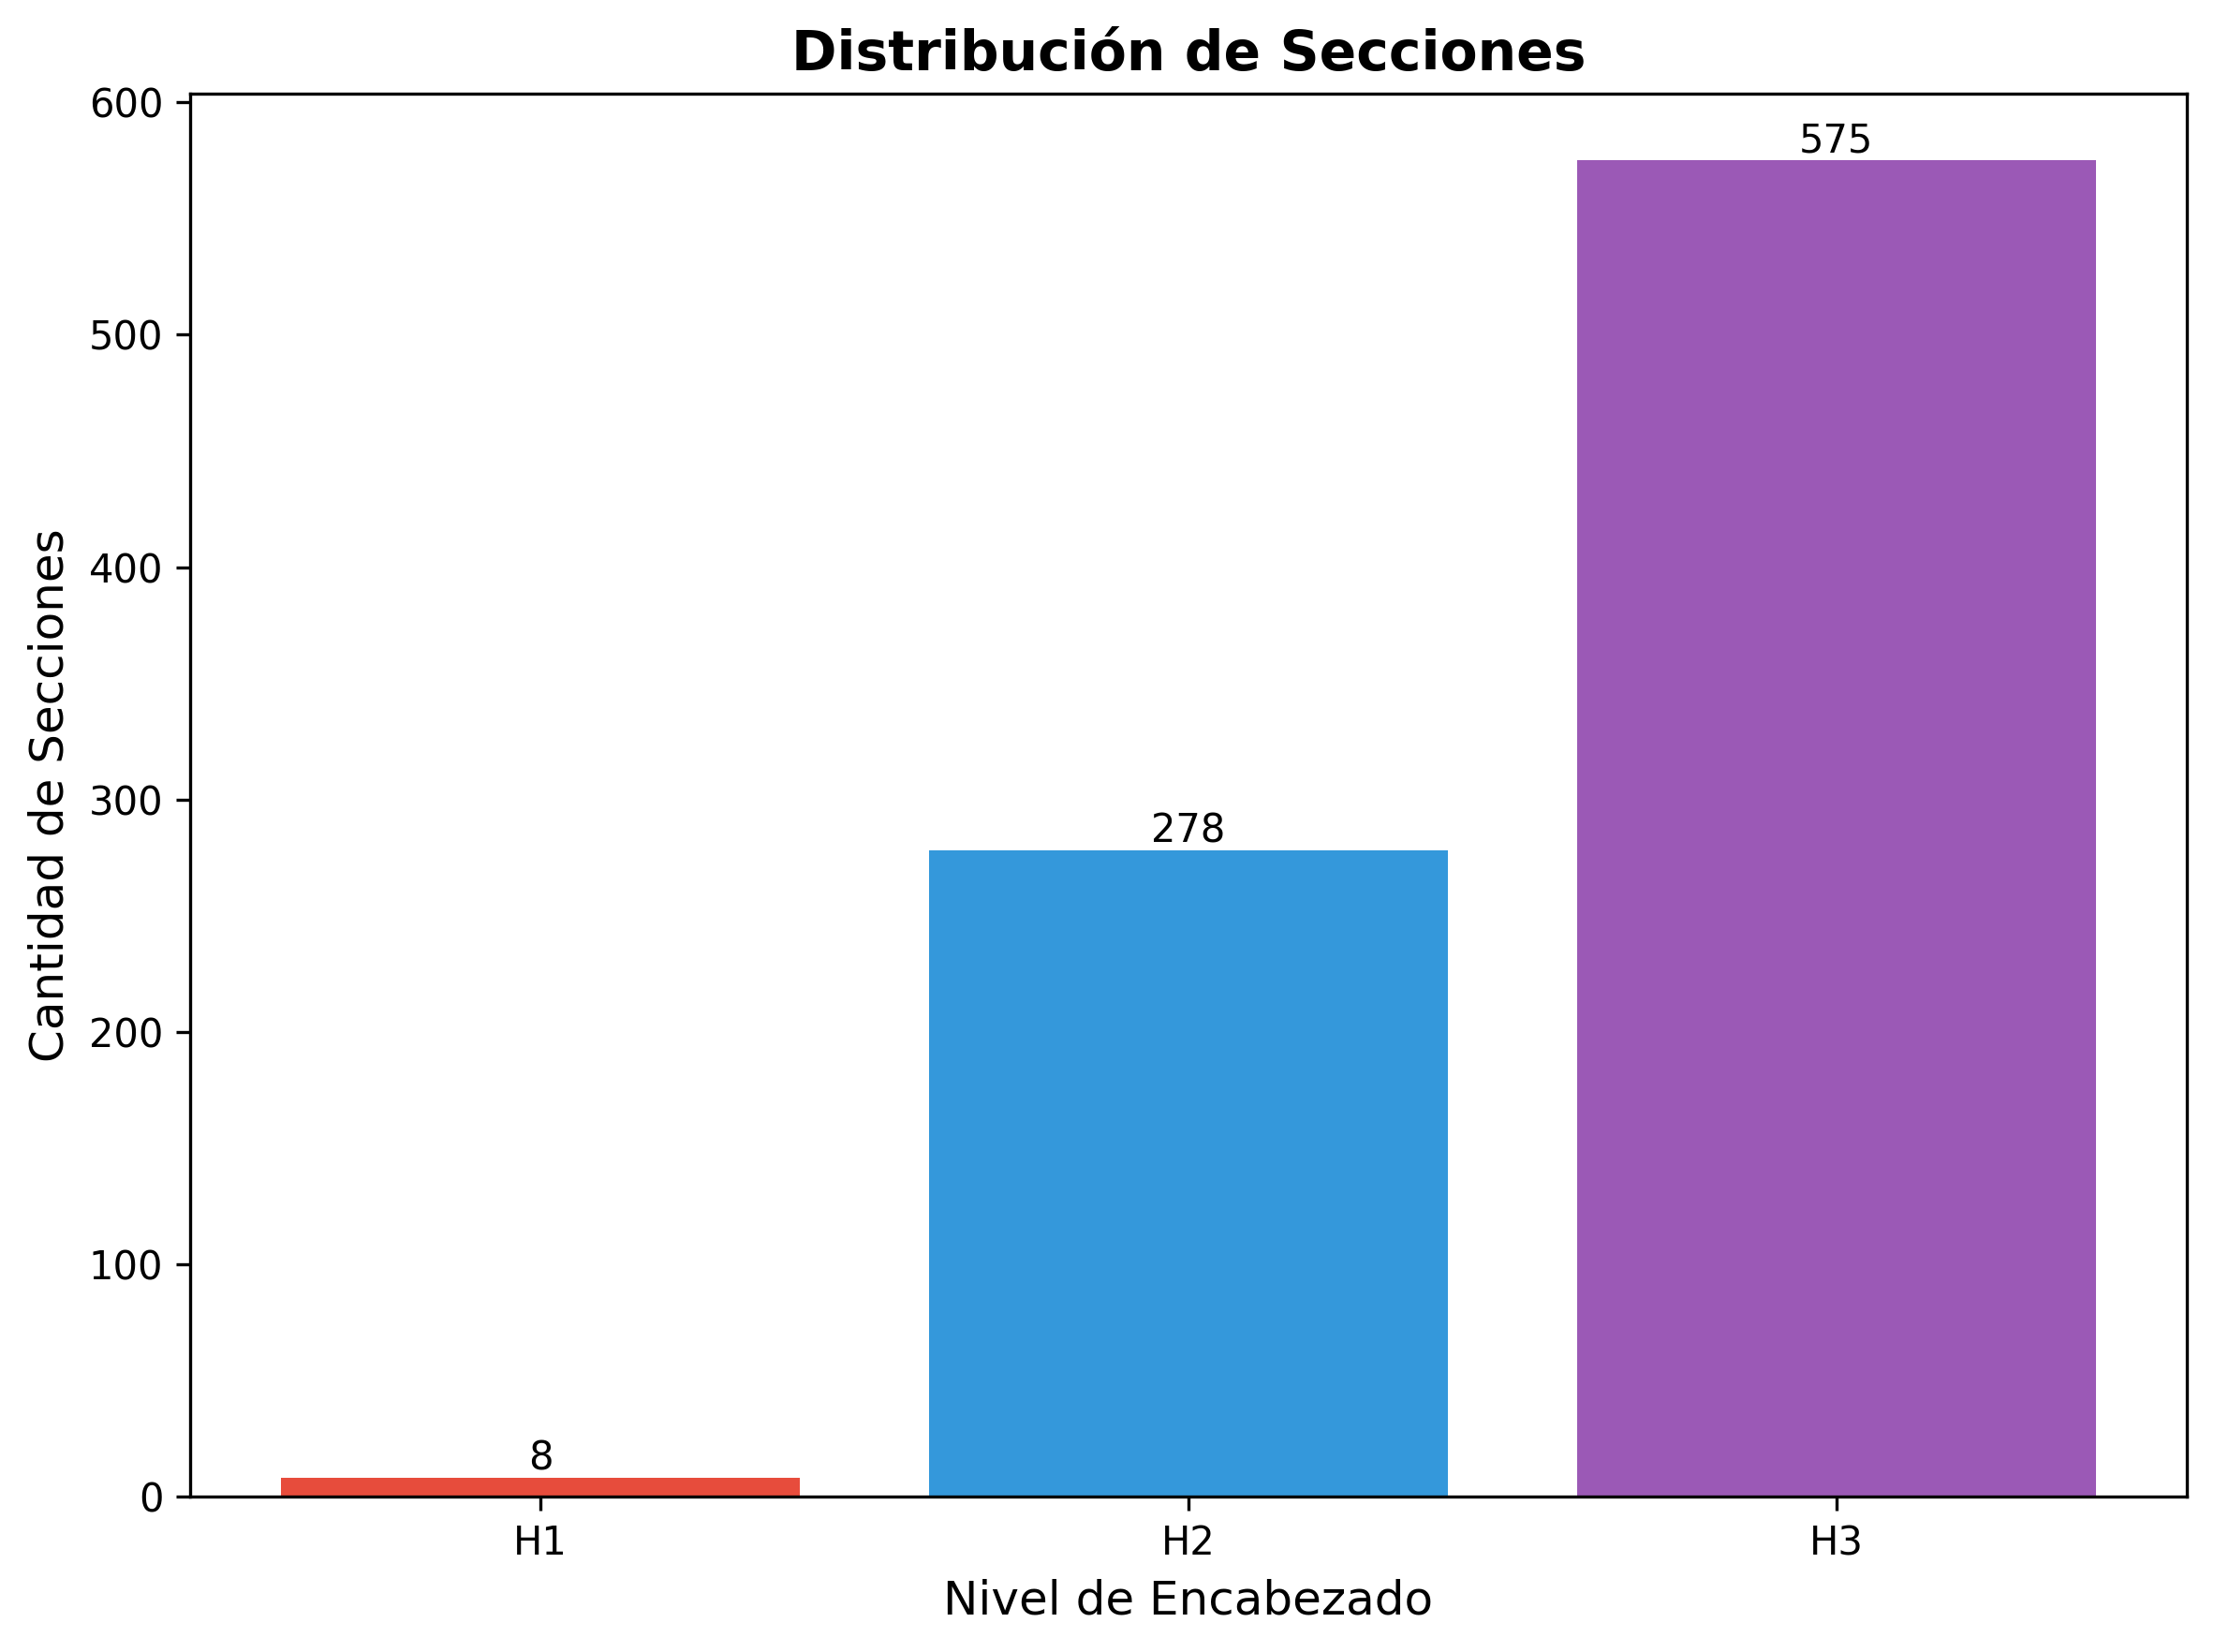 Distribución de Secciones
Cantidad de Secciones
600
500
400
300
200
100
0
575
278
8
H1
H2
H3
Nivel de Encabezado